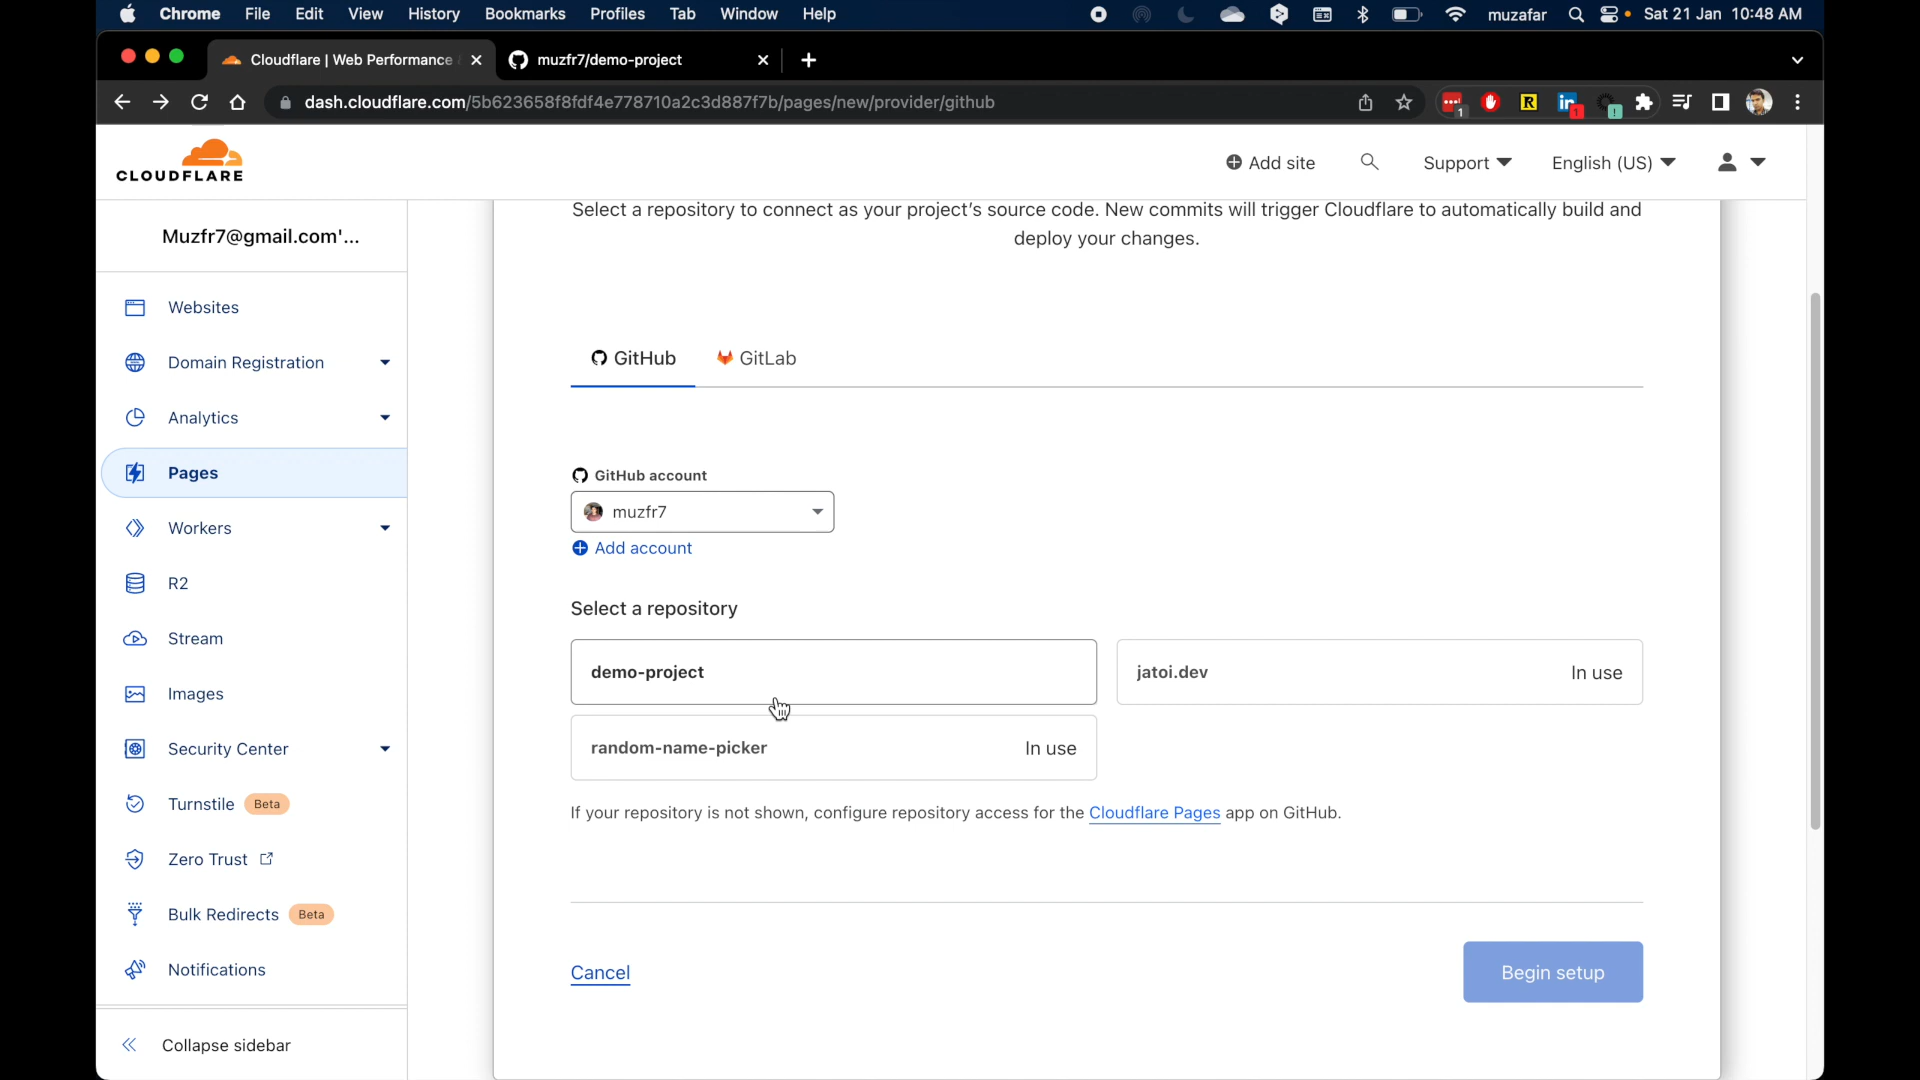 Chrome File Edit View History Bookmarks Profiles Tab Window Help muzafar Sat 21 Jan 10:48 AM
Cloudflare | Web Performance muzfr7/demo-project
dash.cloudflare.com/5b623658f8fdf4e778710a2c3d887f7b/pages/new/provider/github
R
1
1
CLOUDFLARE
Add site Support English (US)
Muzfr7@gmail.com'...
Websites
Domain Registration
Analytics
Pages
Workers
R2
Stream
Images
Security Center
Turnstile Beta
Zero Trust
Bulk Redirects Beta
Notifications
Collapse sidebar
Select a repository to connect as your project's source code. New commits will trigger Cloudflare to automatically build and
deploy your changes.
GitHub GitLab
GitHub account
muzfr7
Add account
Select a repository
demo-project
jatoi.dev In use
random-name-picker In use
If your repository is not shown, configure repository access for the Cloudflare Pages app on GitHub.
Cancel Begin setup